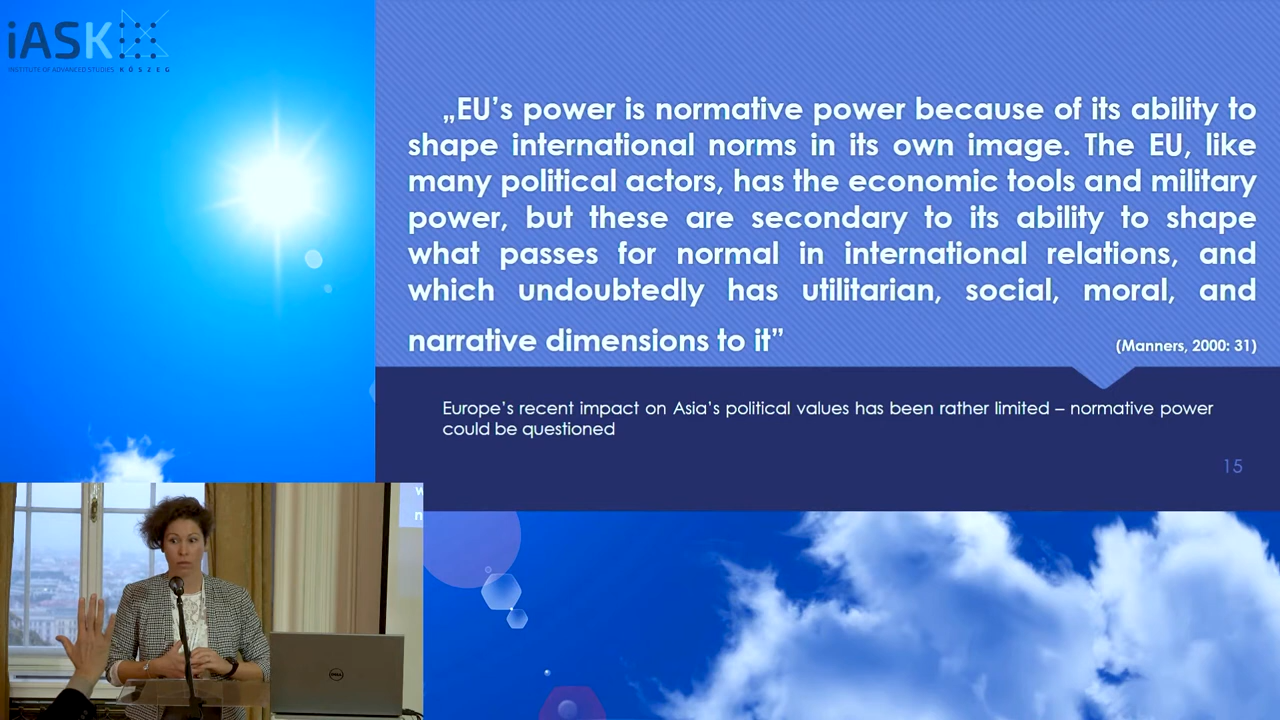 iASK
INSTITUTE OF ADVANCED STUDIES KŐSZEG
„EU's power is normative power because of its ability to
shape international norms in its own image. The EU, like
many political actors, has the economic tools and military
power, but these are secondary to its ability to shape
what passes for normal in international relations, and
which undoubtedly has utilitarian, social, moral, and
narrative dimensions to it” (Manners, 2000: 31)
Europe's recent impact on Asia's political values has been rather limited – normative power
could be questioned
15
w
n
DELL